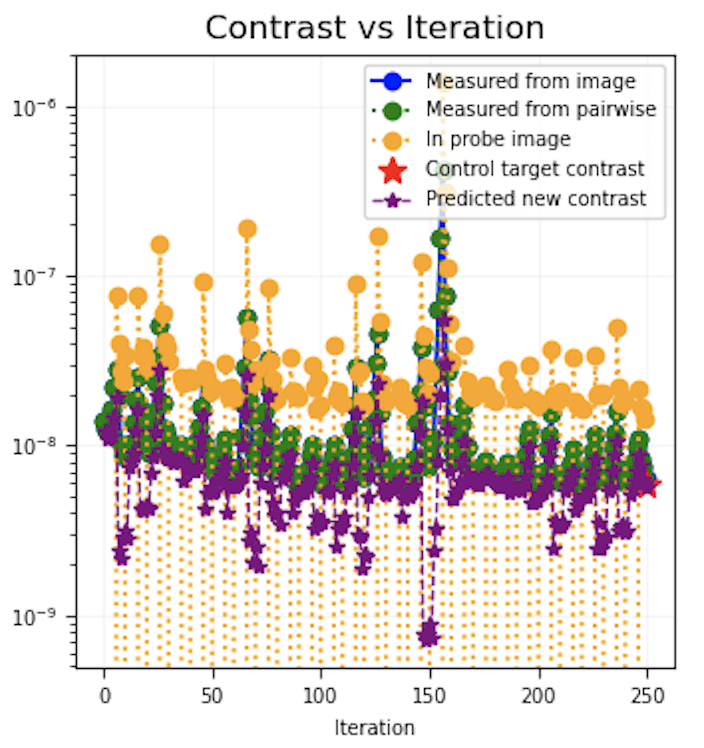 Contrast vs Iteration
Measured from image
Measured from pairwise
In probe image
Control target contrast
Predicted new contrast
10⁻⁶
10⁻⁷
10⁻⁸
10⁻⁹
0 50 100 150 200 250
Iteration